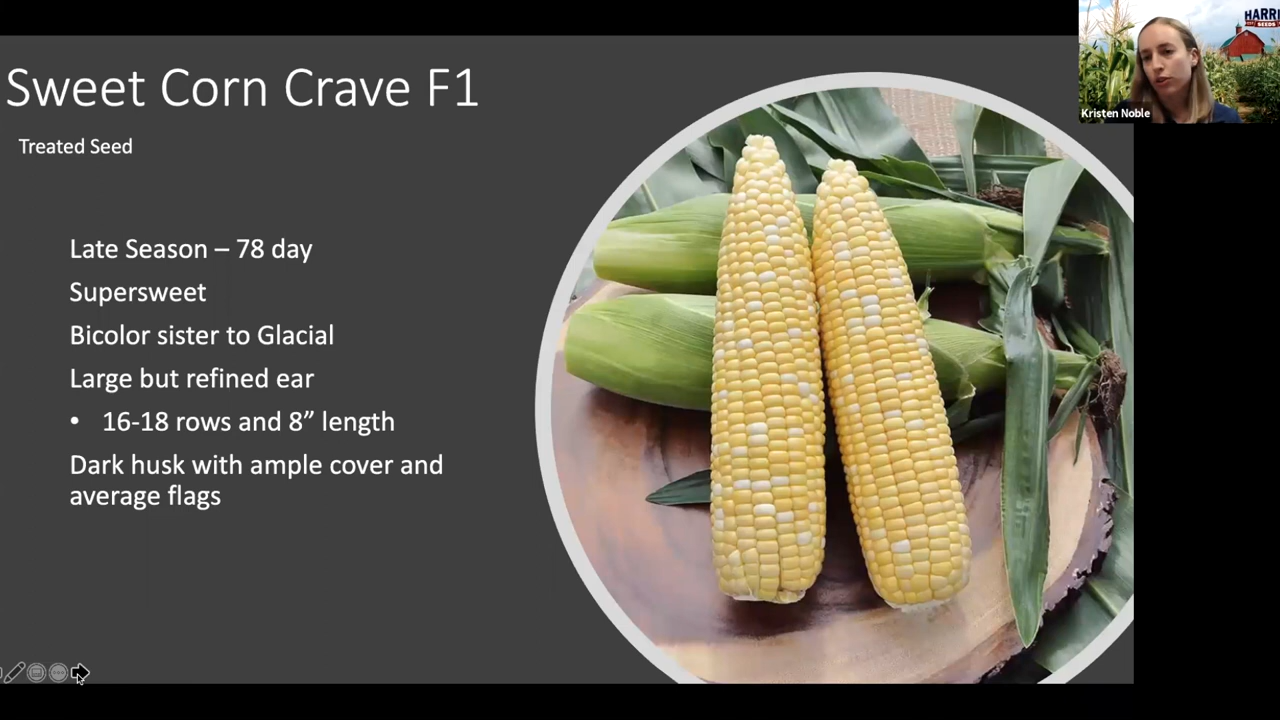 Sweet Corn Crave F1
Treated Seed
Late Season – 78 day
Supersweet
Bicolor sister to Glacial
Large but refined ear
• 16-18 rows and 8” length
Dark husk with ample cover and
average flags
Kristen Noble
SEEDS